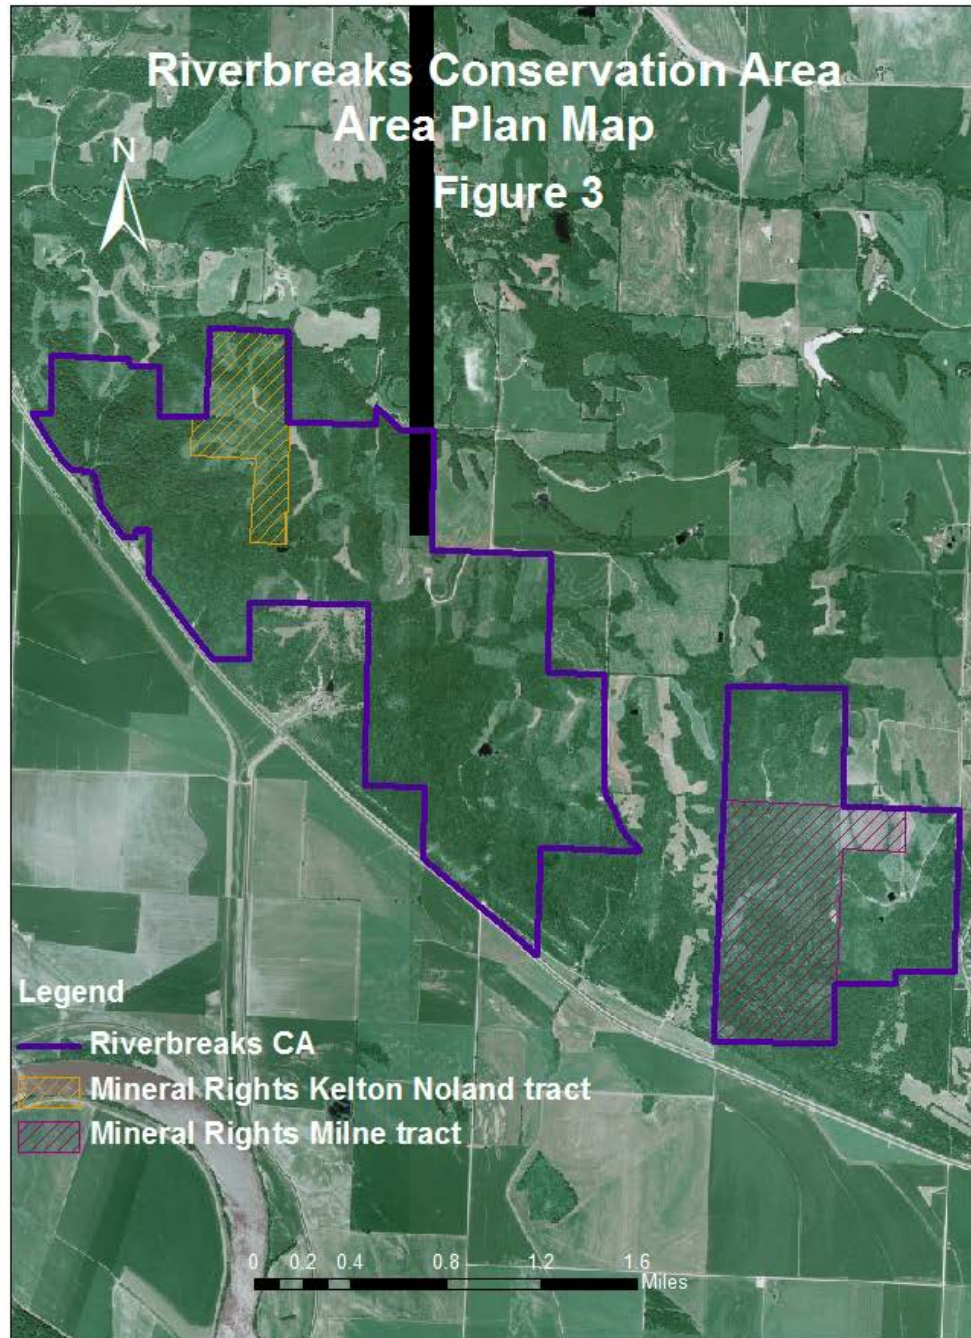 Riverbreaks Conservation Area
Area Plan Map
Figure 3
N
Legend
Riverbreaks CA
Mineral Rights Kelton Noland tract
Mineral Rights Milne tract
0 0.2 0.4 0.8 1.2 1.6
Miles